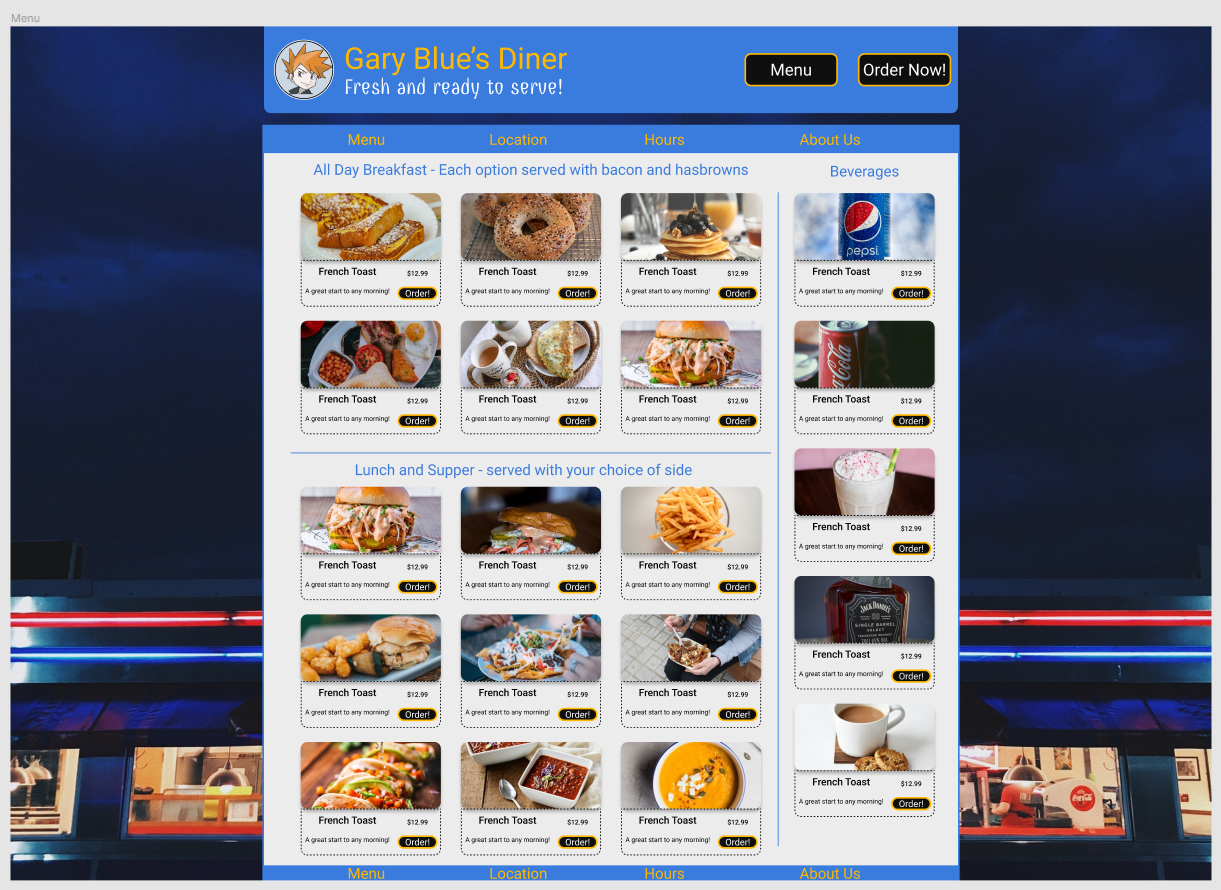 Menu
Gary Blue's Diner
Fresh and ready to serve!
Menu
Order Now!
Menu Location Hours About Us
All Day Breakfast - Each option served with bacon and hasbrowns
Beverages
pepsi
French Toast $12.99
A great start to any morning! Order!
French Toast $12.99
A great start to any morning! Order!
French Toast $12.99
A great start to any morning! Order!
French Toast $12.99
A great start to any morning! Order!
Coca-Cola
French Toast $12.99
A great start to any morning! Order!
French Toast $12.99
A great start to any morning! Order!
French Toast $12.99
A great start to any morning! Order!
French Toast $12.99
A great start to any morning! Order!
Lunch and Supper - served with your choice of side
French Toast $12.99
A great start to any morning! Order!
French Toast $12.99
A great start to any morning! Order!
French Toast $12.99
A great start to any morning! Order!
French Toast $12.99
A great start to any morning! Order!
JACK DANIEL'S
SINGLE BARREL
SELECT
TENNESSEE WHISKEY
French Toast $12.99
A great start to any morning! Order!
French Toast $12.99
A great start to any morning! Order!
French Toast $12.99
A great start to any morning! Order!
French Toast $12.99
A great start to any morning! Order!
French Toast $12.99
A great start to any morning! Order!
French Toast $12.99
A great start to any morning! Order!
French Toast $12.99
A great start to any morning! Order!
French Toast $12.99
A great start to any morning! Order!
Coca-Cola
Menu Location Hours About Us